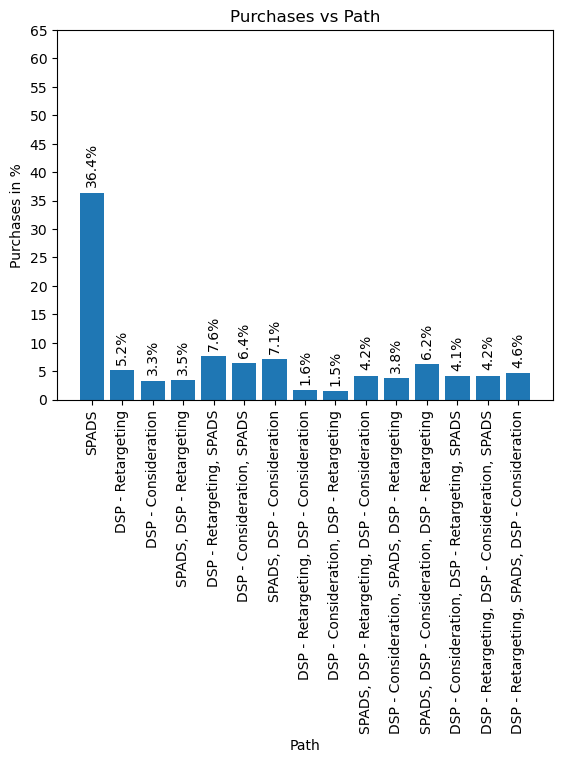 Purchases vs Path
Purchases in %
65
60
55
50
45
40
35
30
25
20
15
10
5
0
36.4%
5.2%
3.3%
3.5%
7.6%
6.4%
7.1%
1.6%
1.5%
4.2%
3.8%
6.2%
4.1%
4.2%
4.6%
SPADS
DSP - Retargeting
DSP - Consideration
SPADS, DSP - Retargeting
DSP - Retargeting, SPADS
DSP - Consideration, SPADS
SPADS, DSP - Consideration
DSP - Retargeting, DSP - Consideration
DSP - Consideration, DSP - Retargeting
SPADS, DSP - Retargeting, DSP - Consideration
DSP - Consideration, SPADS, DSP - Retargeting
SPADS, DSP - Consideration, DSP - Retargeting
DSP - Consideration, DSP - Retargeting, SPADS
DSP - Retargeting, DSP - Consideration, SPADS
DSP - Retargeting, SPADS, DSP - Consideration
Path